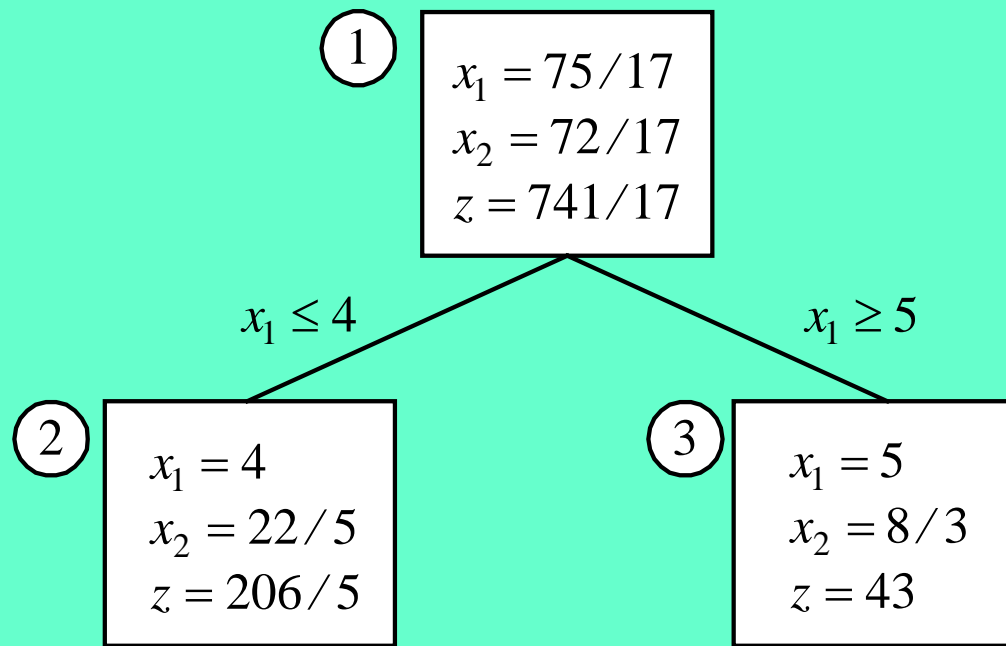 1
x₁ = 75/17
x₂ = 72/17
z = 741/17
x₁ ≤ 4
x₁ ≥ 5
2
x₁ = 4
x₂ = 22/5
z = 206/5
3
x₁ = 5
x₂ = 8/3
z = 43